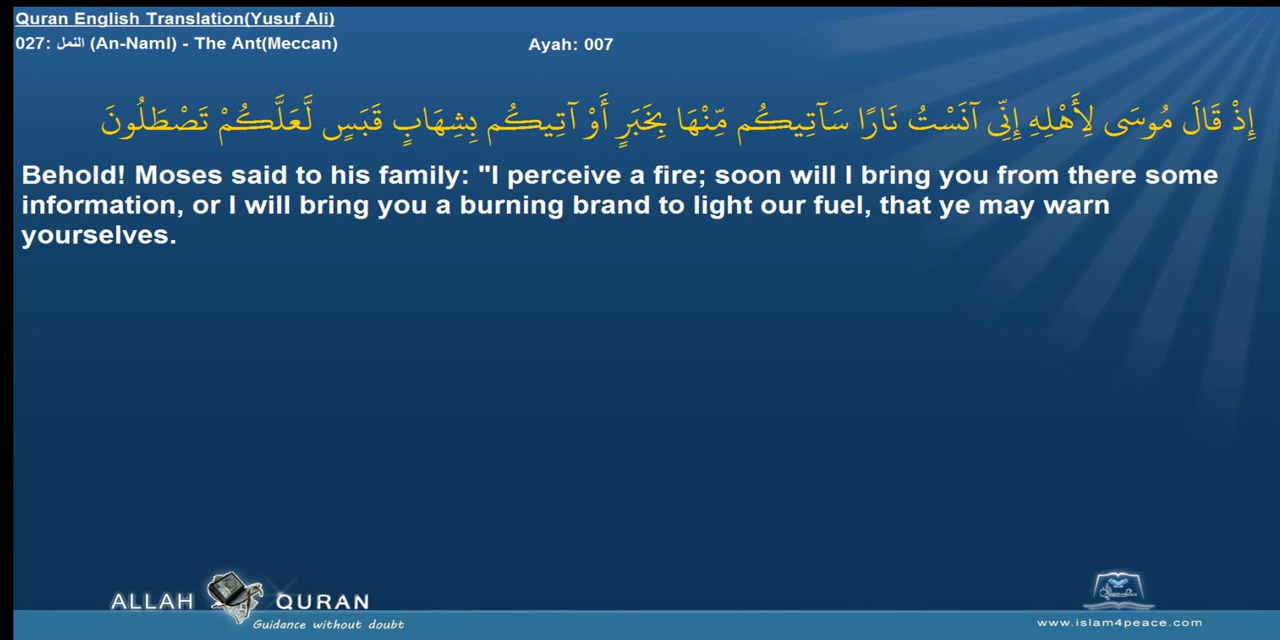 Quran English Translation(Yusuf Ali)
027: النمل (An-Naml) - The Ant(Meccan)
Ayah: 007
إِذْ قَالَ مُوسَى لِأَهْلِهِ إِنِّي آنَسْتُ نَارًا سَآتِيكُم مِّنْهَا بِخَبَرٍ أَوْ آتِيكُم بِشِهَابٍ قَبَسٍ لَّعَلَّكُمْ تَصْطَلُونَ
Behold! Moses said to his family: "I perceive a fire; soon will I bring you from there some
information, or I will bring you a burning brand to light our fuel, that ye may warn
yourselves.
ALLAH QURAN
Guidance without doubt
www.islam4peace.com